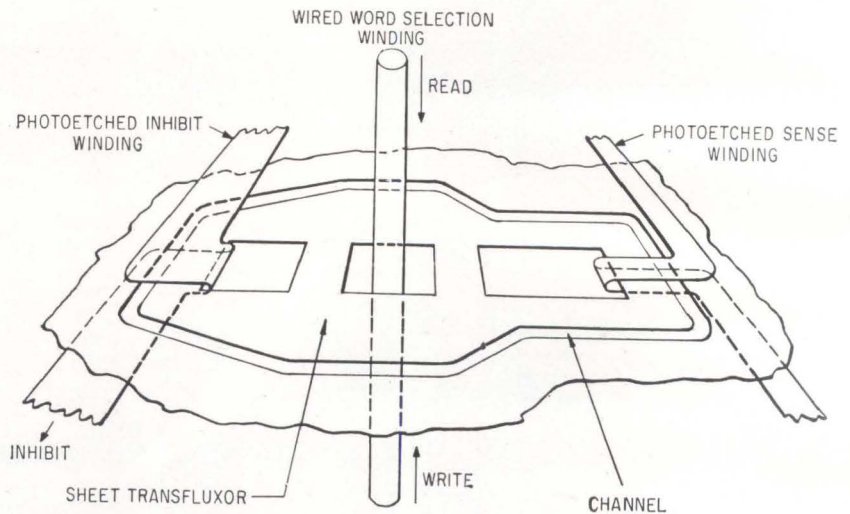 WIRED WORD SELECTION
WINDING
READ
PHOTOETCHED INHIBIT
WINDING
PHOTOETCHED SENSE
WINDING
INHIBIT
SHEET TRANSFLUXOR
WRITE
CHANNEL